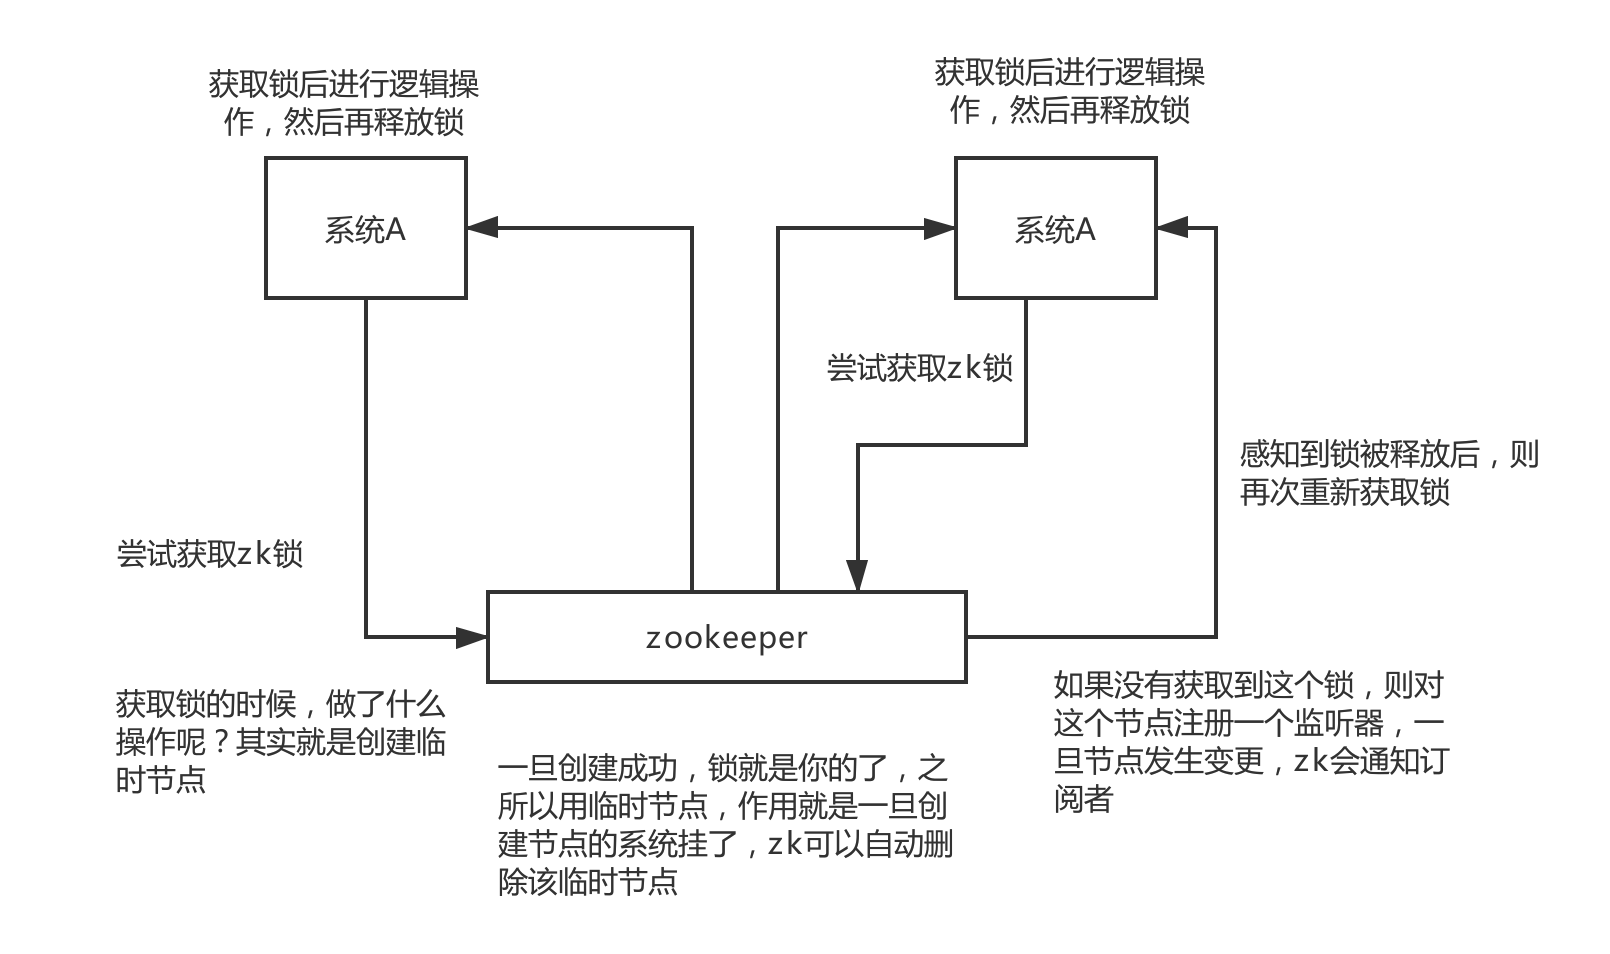 获取锁后进行逻辑操
作，然后再释放锁
获取锁后进行逻辑操
作，然后再释放锁
系统A
系统A
尝试获取zk锁
感知到锁被释放后，则
再次重新获取锁
尝试获取zk锁
zookeeper
获取锁的时候，做了什么
操作呢？其实就是创建临
时节点
一旦创建成功，锁就是你的了，之
所以用临时节点，作用就是一旦创
建节点的系统挂了，zk可以自动删
除该临时节点
如果没有获取到这个锁，则对
这个节点注册一个监听器，一
旦节点发生变更，zk会通知订
阅者